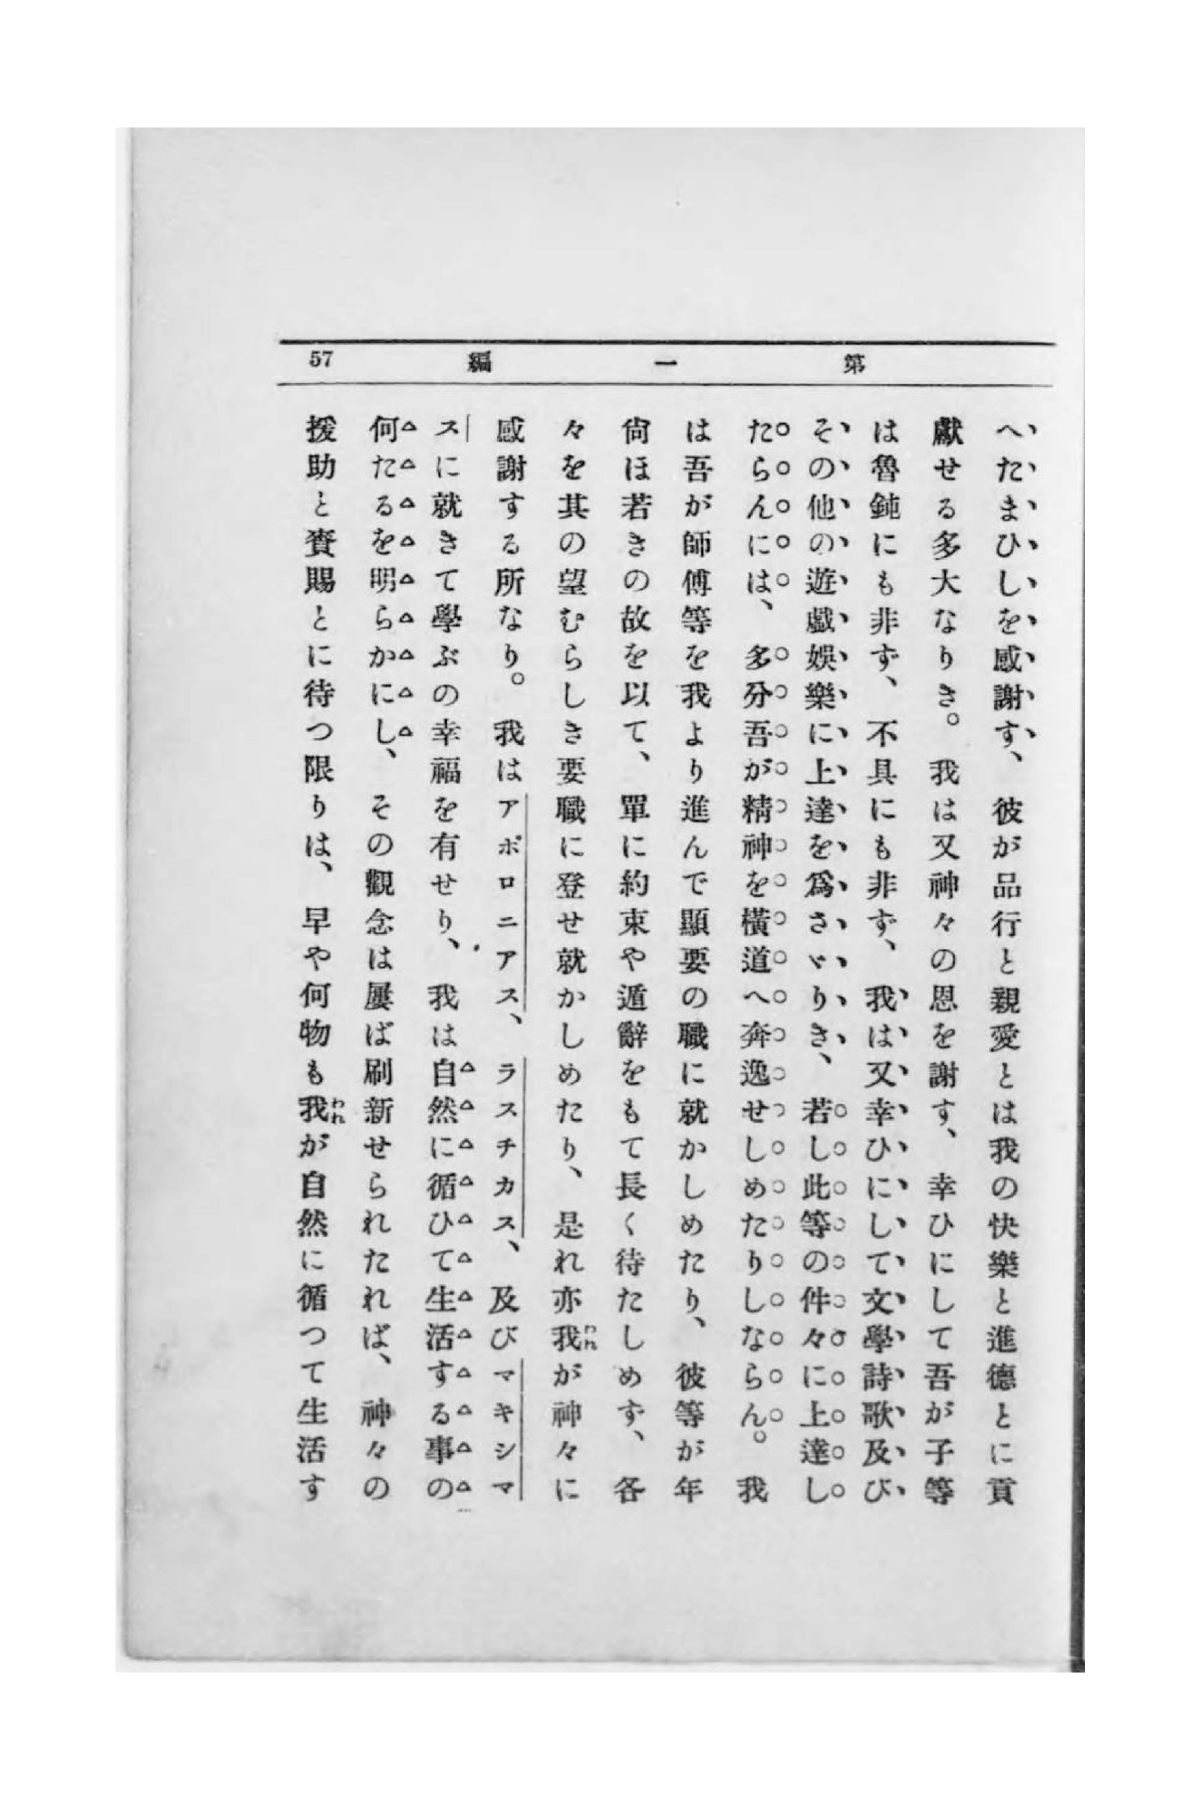 第一編 57
へたまひしを感謝す、彼が品行と親愛とは我の快樂と進德とに貢
獻せる多大なりき。我は又神々の恩を謝す、幸ひにして吾が子等
は魯鈍にも非ず、不具にも非ず、我は又幸ひにして文學詩歌及び
その他の遊戲娛樂に上達を爲さゞりき、若し此等の件々に上達し
たらんには、多分吾が精神を橫道へ奔逸せしめたりしならん。我
は吾が師傅等を我より進んで顯要の職に就かしめたり、彼等が年
尙ほ若きの故を以て、單に約束や遁辭をもて長く待たしめず、各
々を其の望むらしき要職に登せ就かしめたり、是れ亦我が神々に
感謝する所なり。我はアポロニアス、ラスチカス、及びマキシマ
スに就きて學ぶの幸福を有せり、我は自然に循ひて生活する事の
何たるを明らかにし、その觀念は屢ば刷新せられたれば、神々の
援助と賚賜とに待つ限りは、早や何物も我が自然に循つて生活す